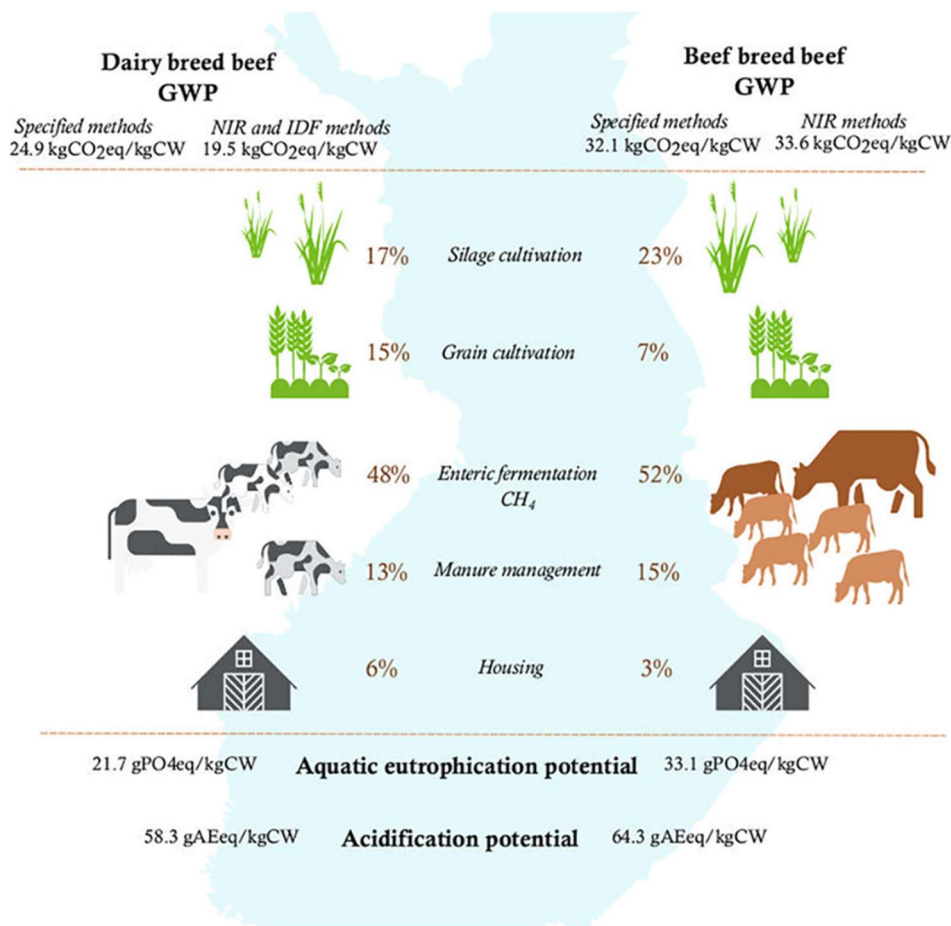 Dairy breed beef
GWP
Specified methods
24.9 kgCO₂eq/kgCW
NIR and IDF methods
19.5 kgCO₂eq/kgCW
Beef breed beef
GWP
Specified methods
32.1 kgCO₂eq/kgCW
NIR methods
33.6 kgCO₂eq/kgCW
17% Silage cultivation 23%
15% Grain cultivation 7%
48% Enteric fermentation 52%
CH₄
13% Manure management 15%
6% Housing 3%
21.7 gPO4eq/kgCW Aquatic eutrophication potential 33.1 gPO4eq/kgCW
58.3 gAEeq/kgCW Acidification potential 64.3 gAEeq/kgCW